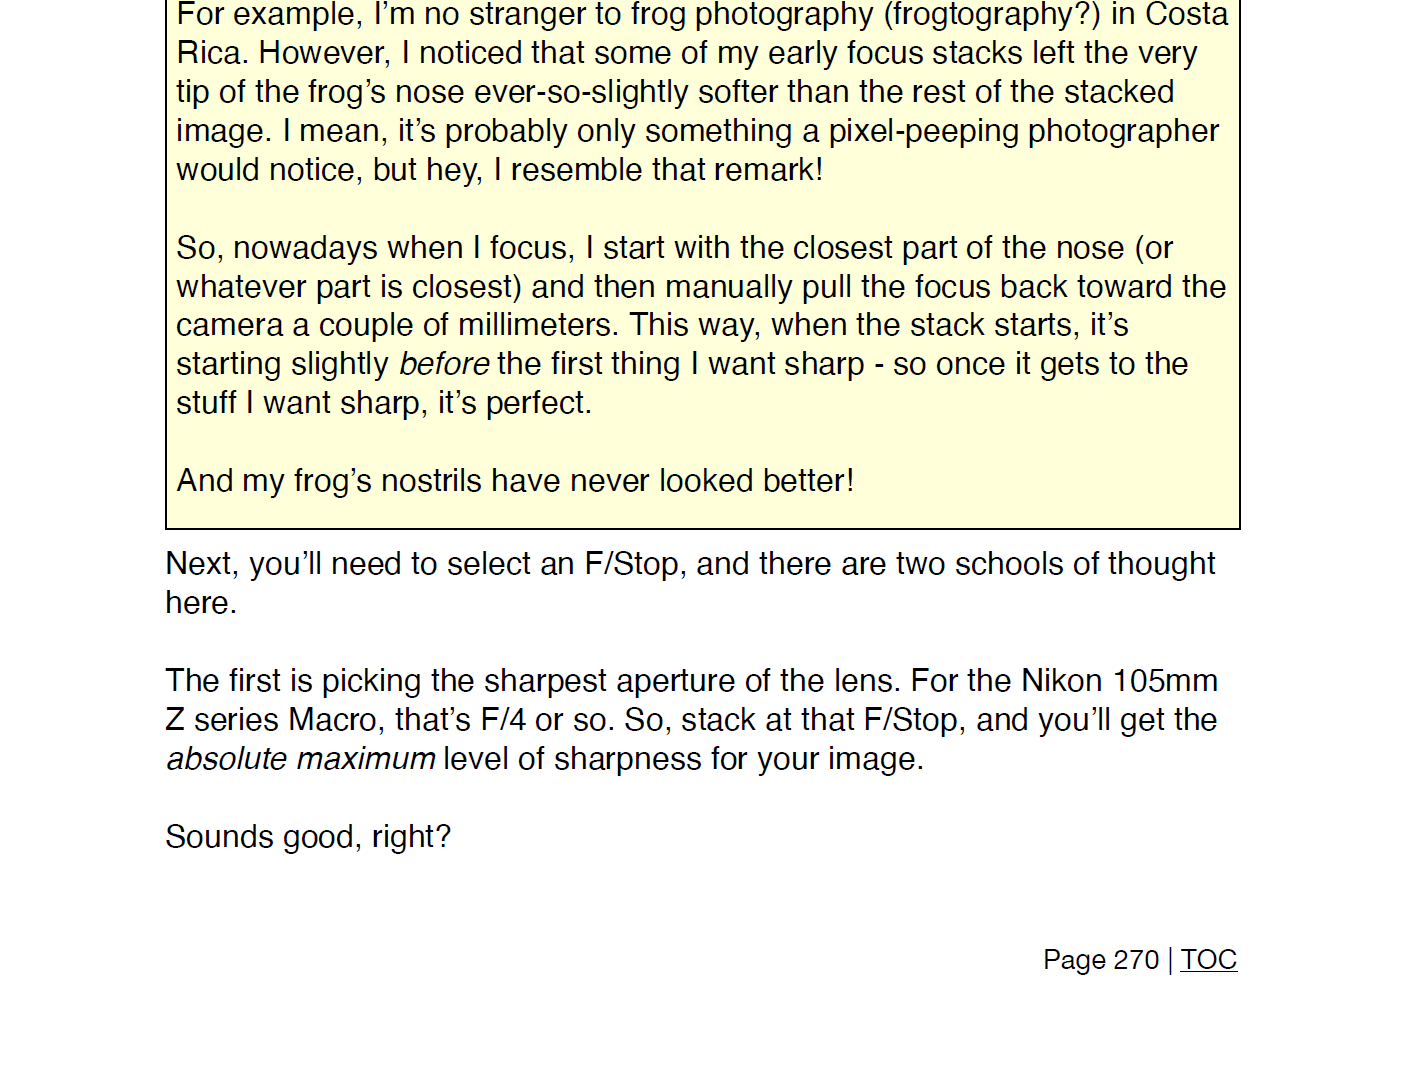 For example, I’m no stranger to frog photography (frogtography?) in Costa
Rica. However, I noticed that some of my early focus stacks left the very
tip of the frog’s nose ever-so-slightly softer than the rest of the stacked
image. I mean, it’s probably only something a pixel-peeping photographer
would notice, but hey, I resemble that remark!
So, nowadays when I focus, I start with the closest part of the nose (or
whatever part is closest) and then manually pull the focus back toward the
camera a couple of millimeters. This way, when the stack starts, it’s
starting slightly before the first thing I want sharp - so once it gets to the
stuff I want sharp, it’s perfect.
And my frog’s nostrils have never looked better!
Next, you’ll need to select an F/Stop, and there are two schools of thought
here.
The first is picking the sharpest aperture of the lens. For the Nikon 105mm
Z series Macro, that’s F/4 or so. So, stack at that F/Stop, and you’ll get the
absolute maximum level of sharpness for your image.
Sounds good, right?
Page 270 | TOC